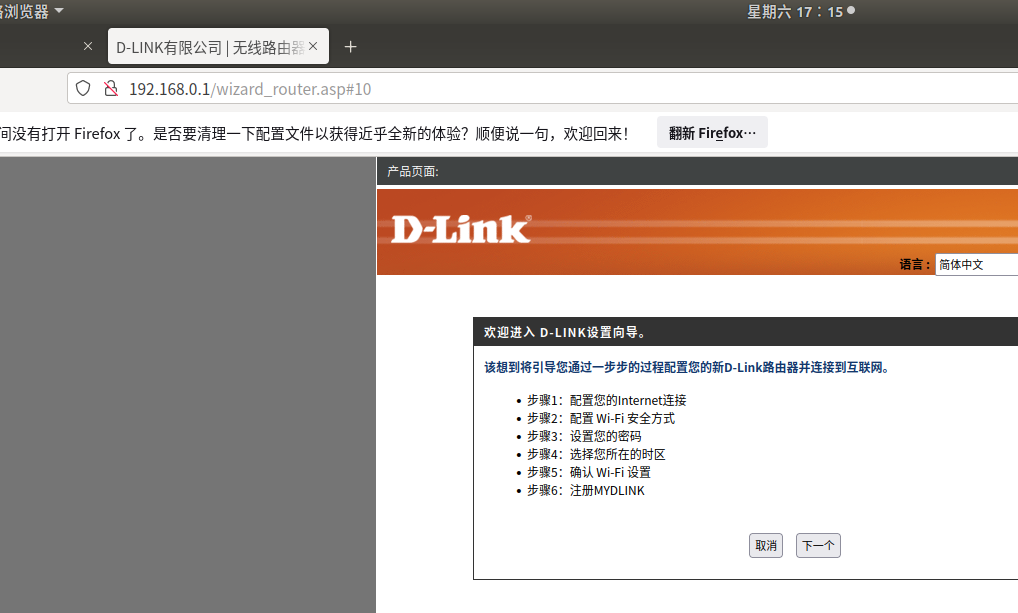 络浏览器
星期六 17：15
D-LINK有限公司 | 无线路由器
192.168.0.1/wizard_router.asp#10
间没有打开 Firefox 了。是否要清理一下配置文件以获得近乎全新的体验？顺便说一句，欢迎回来！
翻新 Firefox…
产品页面:
D-Link®
语言 :
简体中文
欢迎进入 D-LINK设置向导。
该想到将引导您通过一步步的过程配置您的新D-Link路由器并连接到互联网。
• 步骤1：配置您的Internet连接
• 步骤2：配置 Wi-Fi 安全方式
• 步骤3：设置您的密码
• 步骤4：选择您所在的时区
• 步骤5：确认 Wi-Fi 设置
• 步骤6：注册MYDLINK
取消
下一个